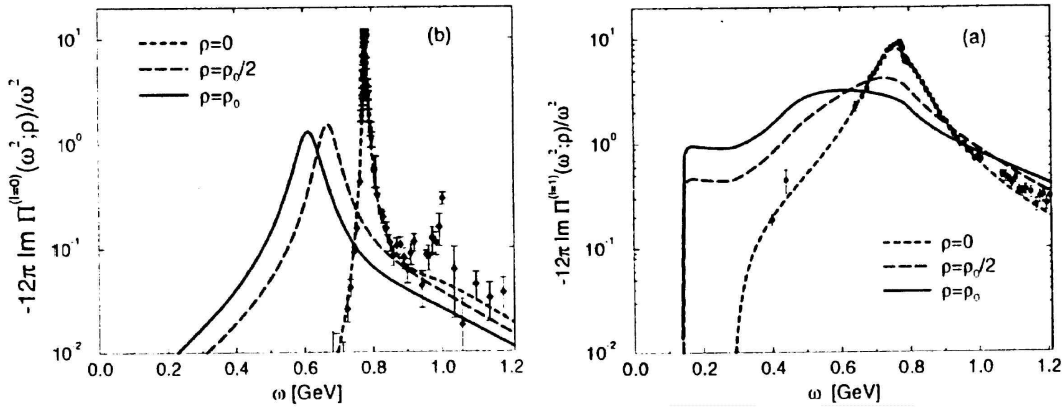 (b)
-12π Im Π^(I=0)(ω²;ρ)/ω²
10¹
10⁰
10⁻¹
10⁻²
ρ=0
ρ=ρ₀/2
ρ=ρ₀
0.0 0.2 0.4 0.6 0.8 1.0 1.2
ω [GeV]
(a)
-12π Im Π^(I=1)(ω²;ρ)/ω²
10¹
10⁰
10⁻¹
10⁻²
ρ=0
ρ=ρ₀/2
ρ=ρ₀
0.0 0.2 0.4 0.6 0.8 1.0 1.2
ω [GeV]